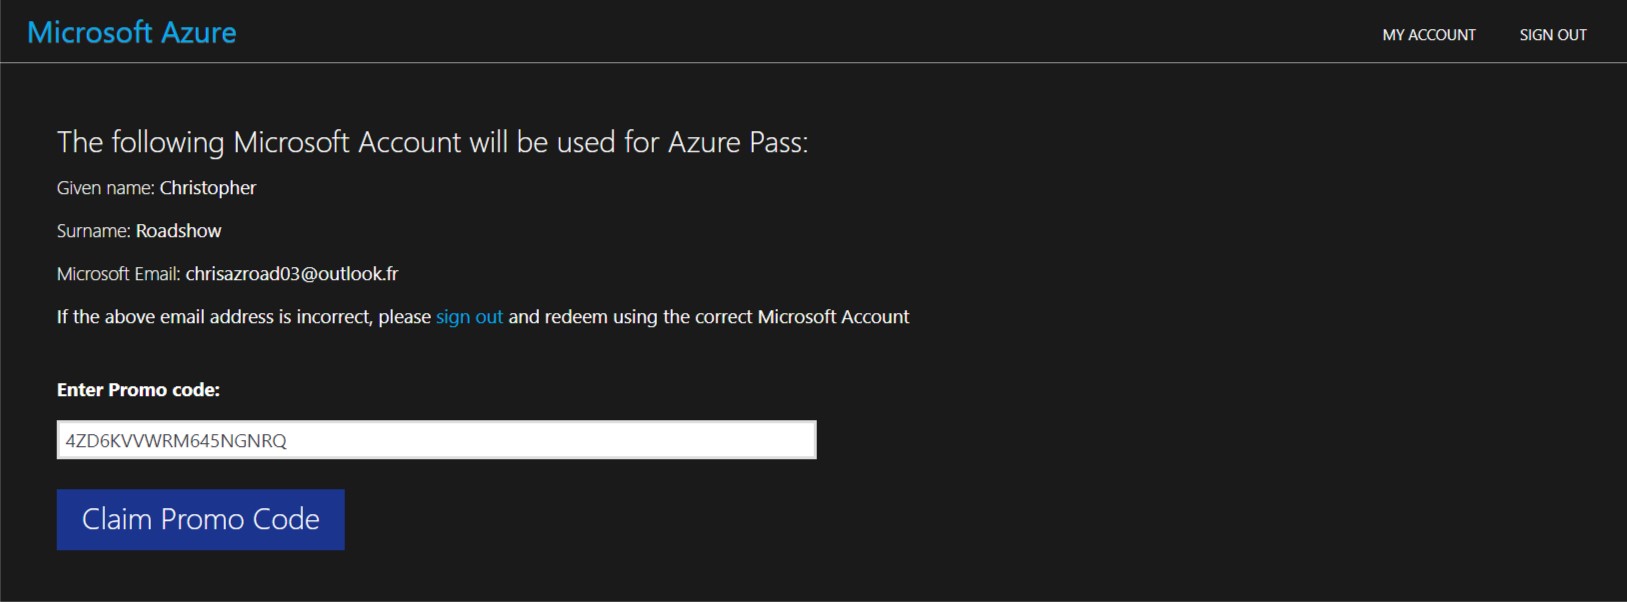 Microsoft Azure
MY ACCOUNT
SIGN OUT
The following Microsoft Account will be used for Azure Pass:
Given name: Christopher
Surname: Roadshow
Microsoft Email: chrisazroad03@outlook.fr
If the above email address is incorrect, please sign out and redeem using the correct Microsoft Account
Enter Promo code:
4ZD6KVVWRM645NGNRQ
Claim Promo Code